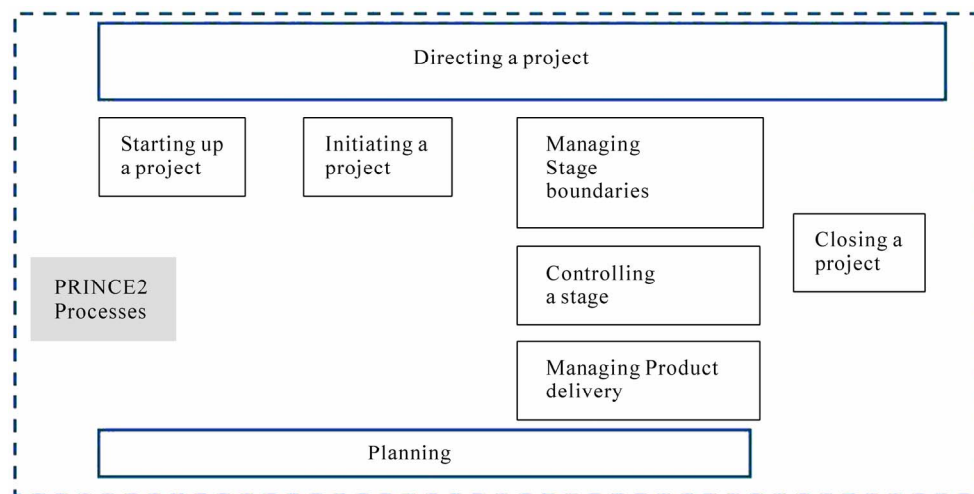 Directing a project
Starting up
a project
Initiating a
project
Managing
Stage
boundaries
Closing a
project
PRINCE2
Processes
Controlling
a stage
Managing Product
delivery
Planning